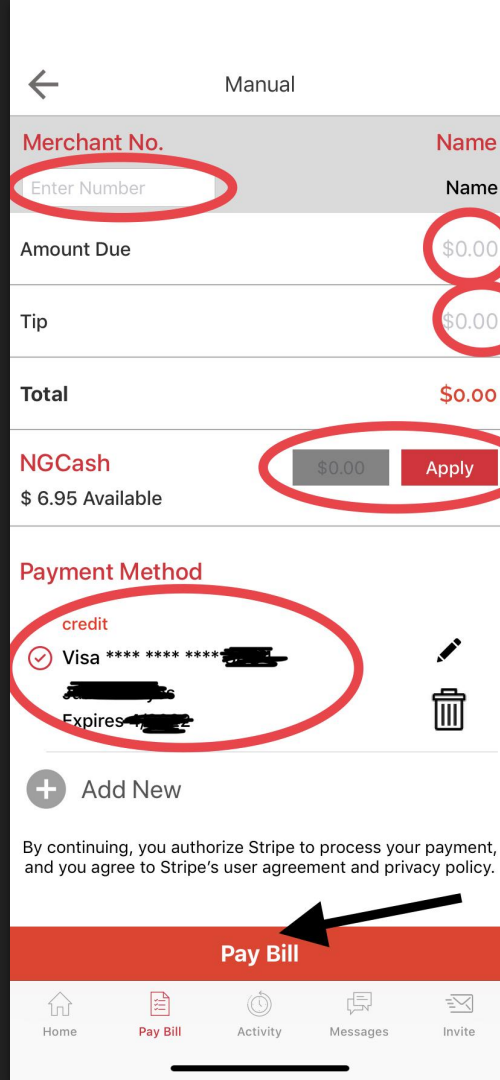 Manual
Merchant No. Name
Enter Number Name
Amount Due $0.00
Tip $0.00
Total $0.00
NGCash $0.00 Apply
$ 6.95 Available
Payment Method
credit
Visa **** **** ****
Expires
Add New
By continuing, you authorize Stripe to process your payment,
and you agree to Stripe's user agreement and privacy policy.
Pay Bill
Home Pay Bill Activity Messages Invite